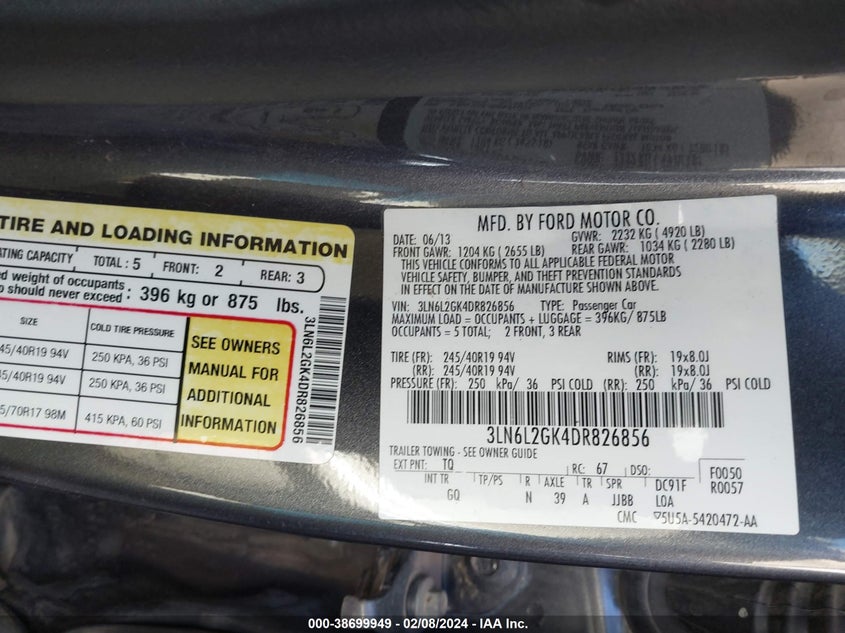 TIRE AND LOADING INFORMATION
ATING CAPACITY TOTAL : 5 FRONT: 2 REAR: 3
ed weight of occupants
o should never exceed : 396 kg or 875 lbs.
SIZE COLD TIRE PRESSURE
45/40R19 94V 250 KPA, 36 PSI
45/40R19 94V 250 KPA, 36 PSI
5/70R17 98M 415 KPA, 60 PSI
SEE OWNERS
MANUAL FOR
ADDITIONAL
INFORMATION
3LN6L2GK4DR826856
MFD. BY FORD MOTOR CO.
DATE: 06/13 GVWR: 2232 KG ( 4920 LB)
FRONT GAWR: 1204 KG ( 2655 LB) REAR GAWR: 1034 KG ( 2280 LB)
THIS VEHICLE CONFORMS TO ALL APPLICABLE FEDERAL MOTOR
VEHICLE SAFETY, BUMPER, AND THEFT PREVENTION STANDARDS
IN EFFECT ON THE DATE OF MANUFACTURE SHOWN ABOVE.
VIN: 3LN6L2GK4DR826856 TYPE: Passenger Car
MAXIMUM LOAD = OCCUPANTS + LUGGAGE = 396KG/ 875LB
OCCUPANTS = 5 TOTAL; 2 FRONT, 3 REAR
TIRE (FR): 245/40R19 94V RIMS (FR): 19x8.0J
(RR): 245/40R19 94V (RR): 19x8.0J
PRESSURE (FR): 250 kPa/ 36 PSI COLD (RR): 250 kPa/ 36 PSI COLD
3LN6L2GK4DR826856
TRAILER TOWING - SEE OWNER GUIDE
EXT PNT: TQ RC: 67 DSO: F0050
INT TR TP/PS R AXLE TR SPR DC91F R0057
GQ N 39 A JJBB LOA
CMC ▽5U5A-5420472-AA
000-38699949 - 02/08/2024 - IAA Inc.